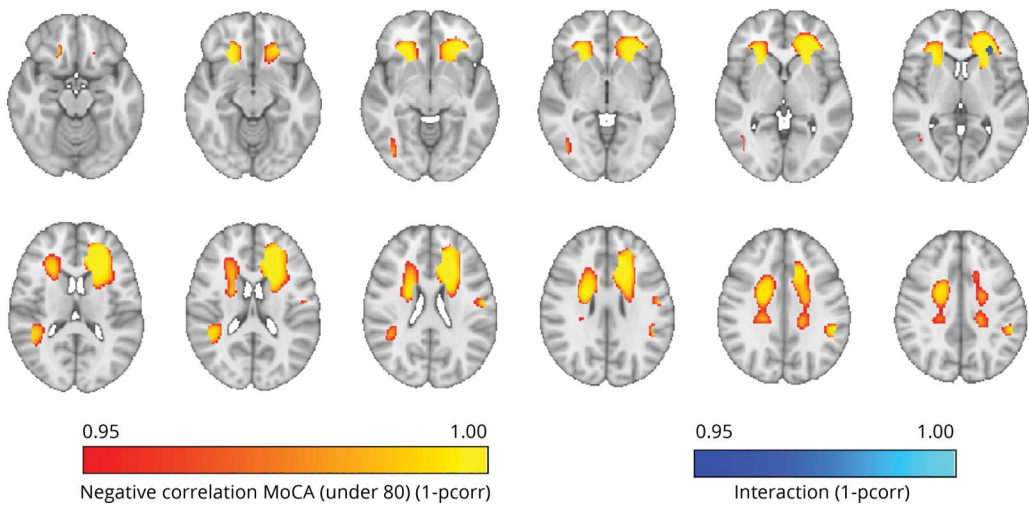 0.95 1.00
Negative correlation MoCA (under 80) (1-pcorr)
0.95 1.00
Interaction (1-pcorr)